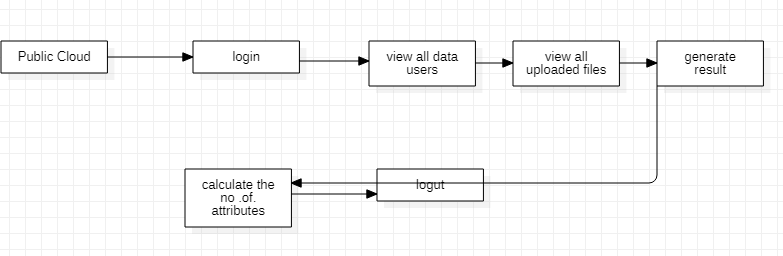 Public Cloud
login
view all data
users
view all
uploaded files
generate
result
calculate the
no .of.
attributes
logut